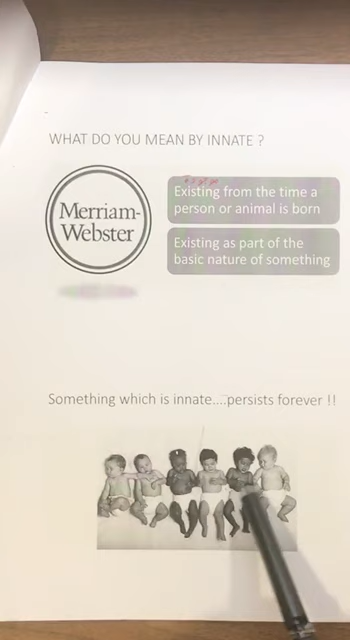 WHAT DO YOU MEAN BY INNATE ?
Merriam-
Webster
Existing from the time a
person or animal is born
Existing as part of the
basic nature of something
Something which is innate....persists forever !!